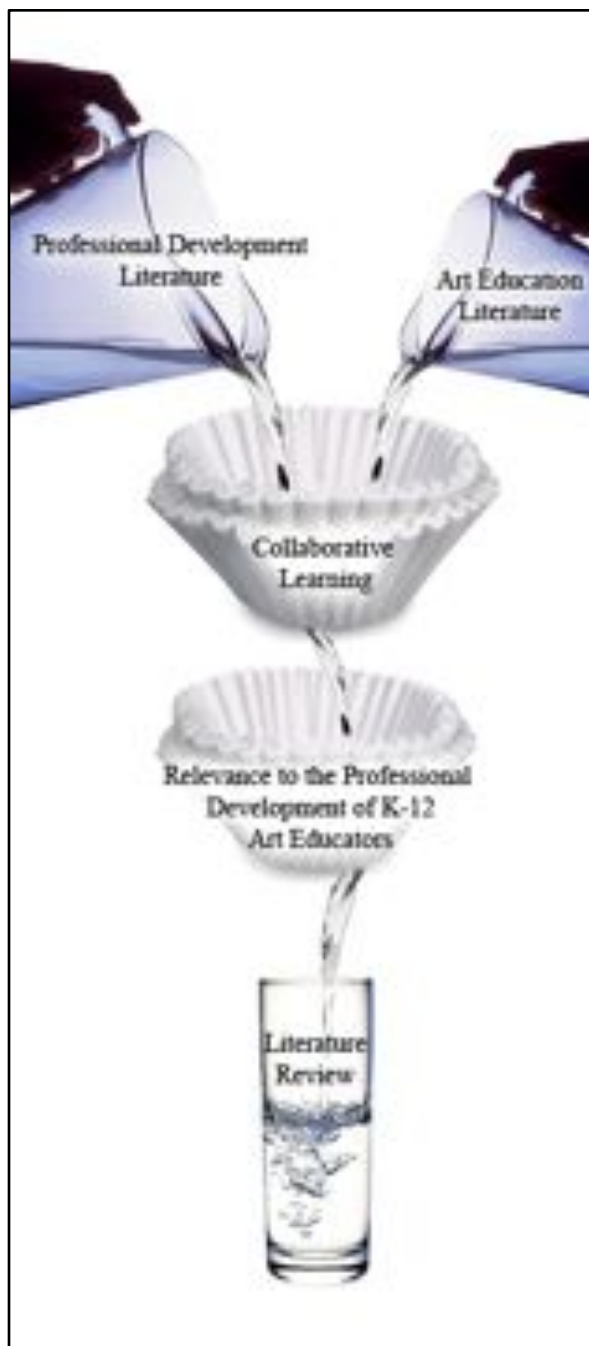 Professional Development
Literature
Art Education
Literature
Collaborative
Learning
Relevance to the Professional
Development of K-12
Art Educators
Literature
Review